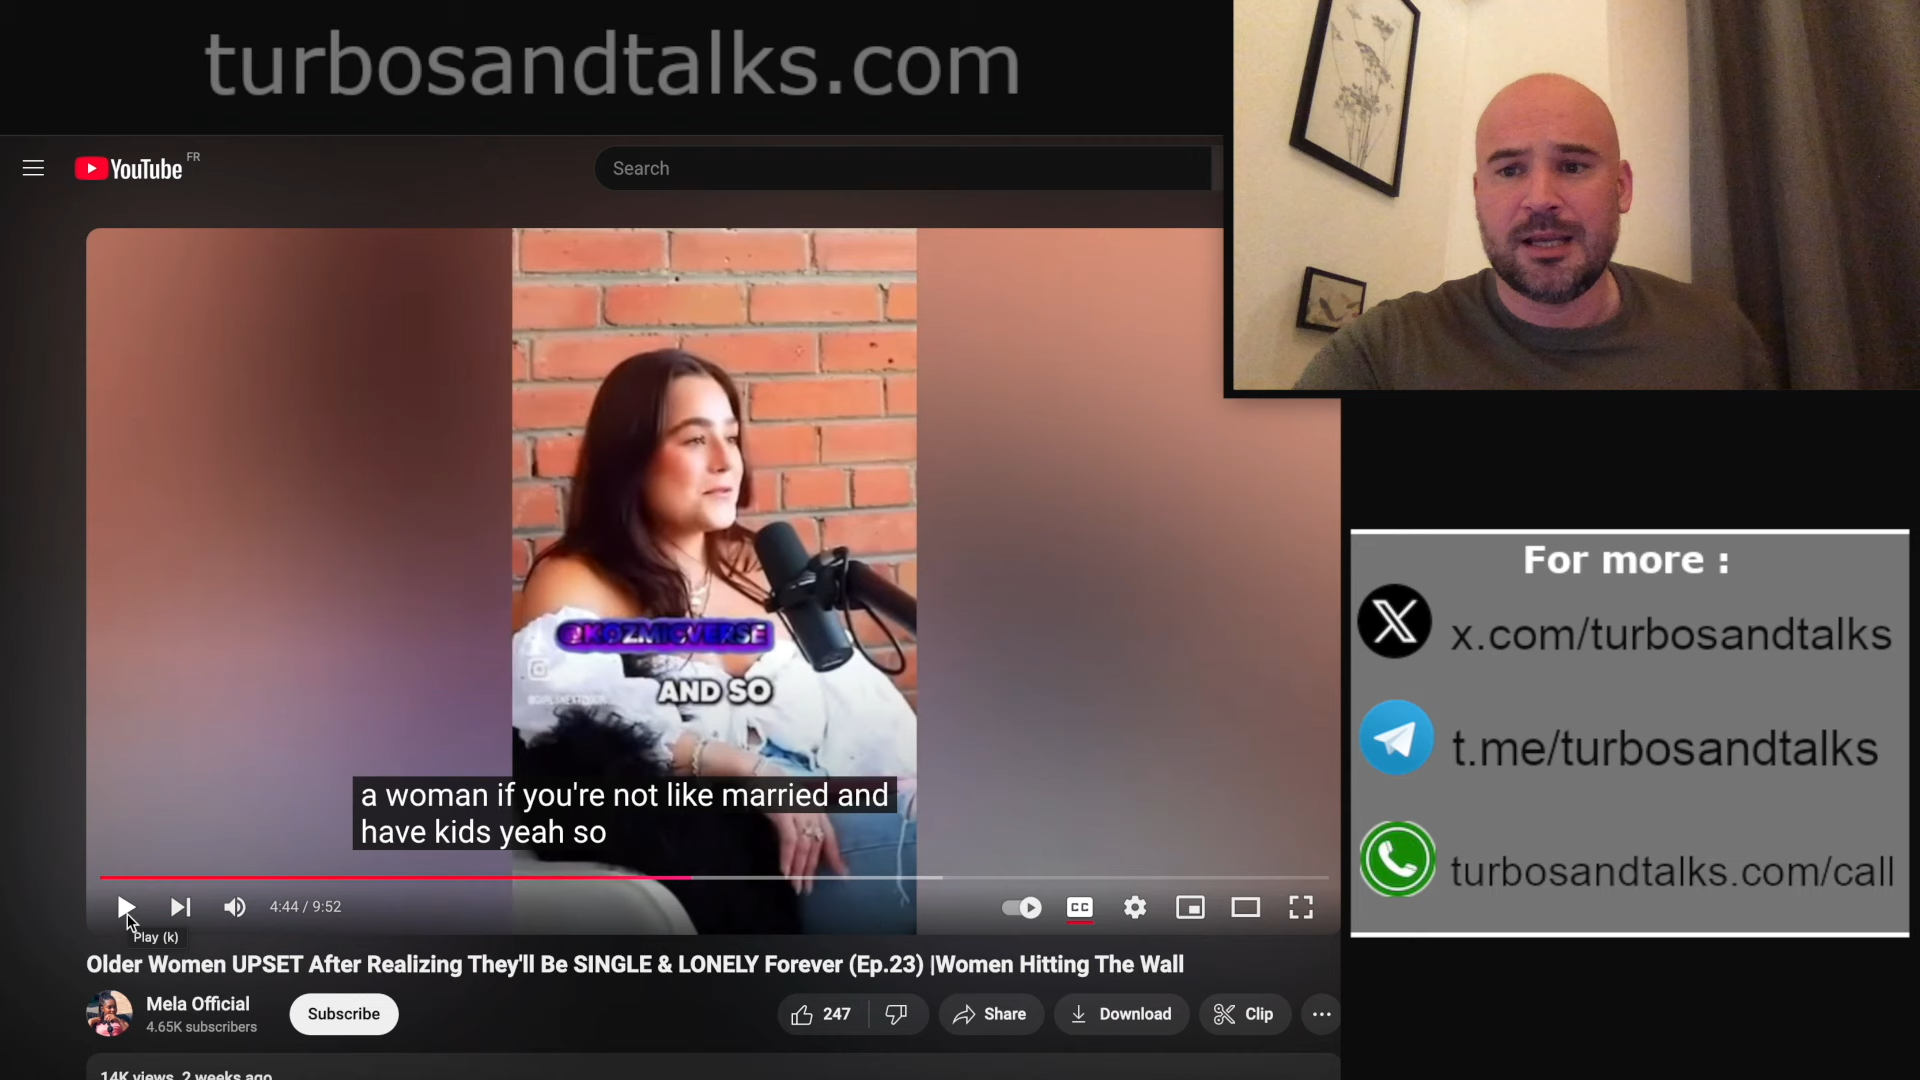 turbosandtalks.com
YouTube FR
Search
@KOZMICVERSE
AND SO
a woman if you're not like married and
have kids yeah so
4:44 / 9:52
CC
Play (k)
Older Women UPSET After Realizing They'll Be SINGLE & LONELY Forever (Ep.23) |Women Hitting The Wall
Mela Official
4.65K subscribers
Subscribe
247
Share
Download
Clip
14K views 2 weeks ago
For more :
x.com/turbosandtalks
t.me/turbosandtalks
turbosandtalks.com/call